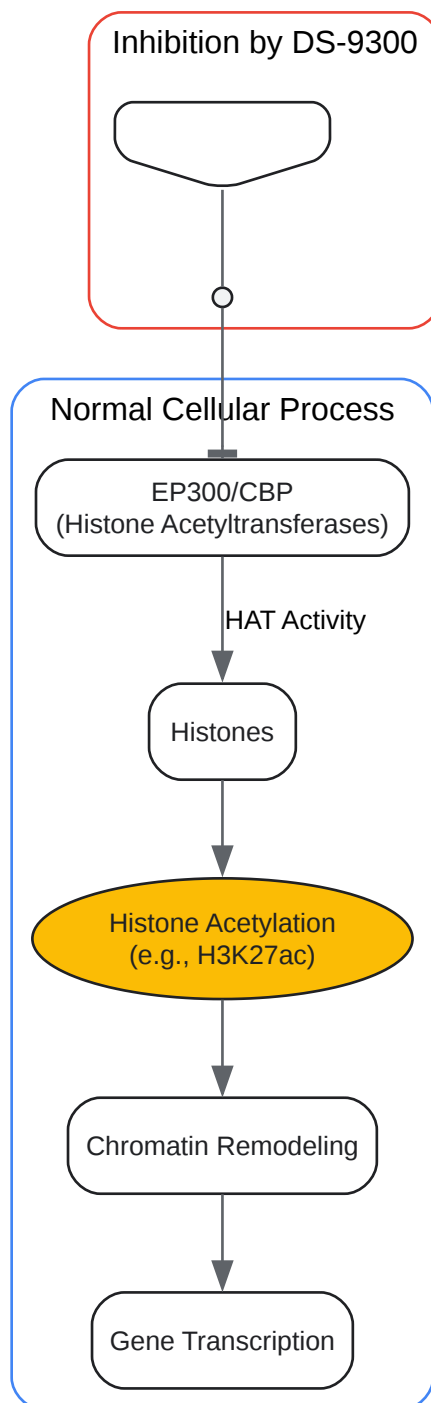 Inhibition by DS-9300
Normal Cellular Process
EP300/CBP
(Histone Acetyltransferases)
HAT Activity
Histones
Histone Acetylation
(e.g., H3K27ac)
Chromatin Remodeling
Gene Transcription